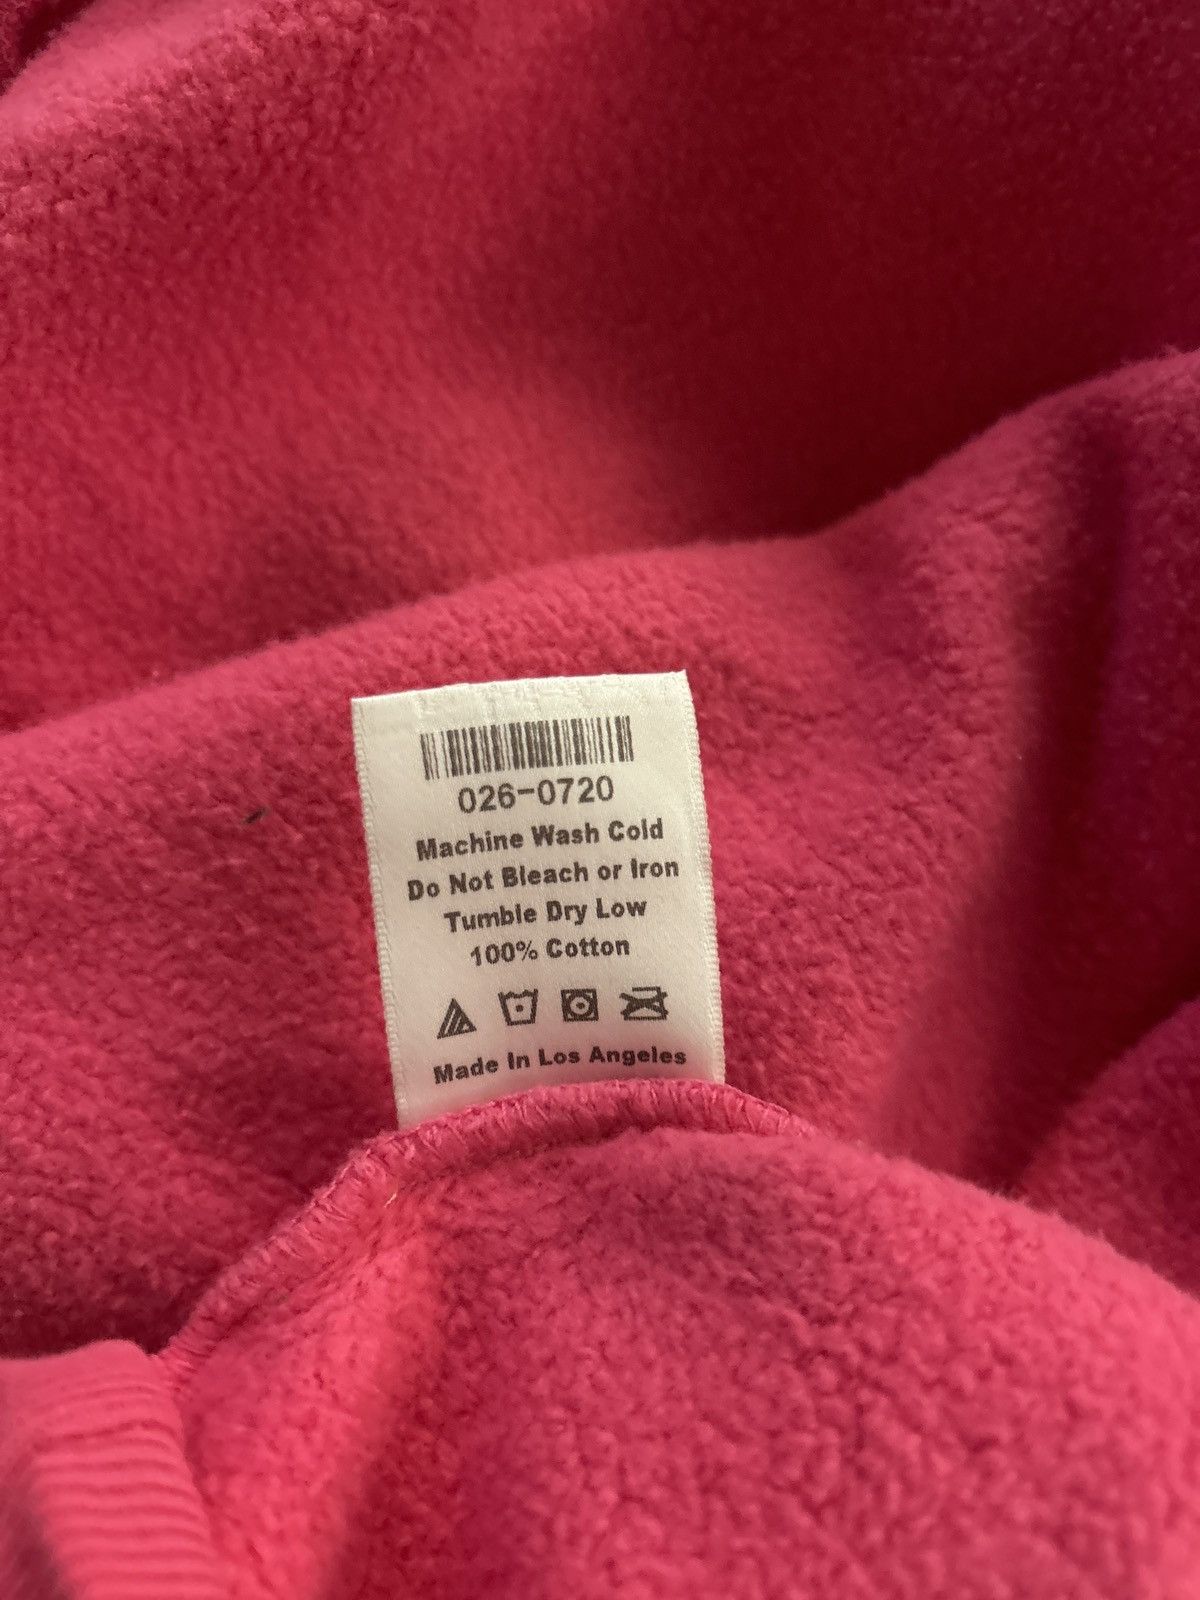 026-0720
Machine Wash Cold
Do Not Bleach or Iron
Tumble Dry Low
100% Cotton
Made In Los Angeles